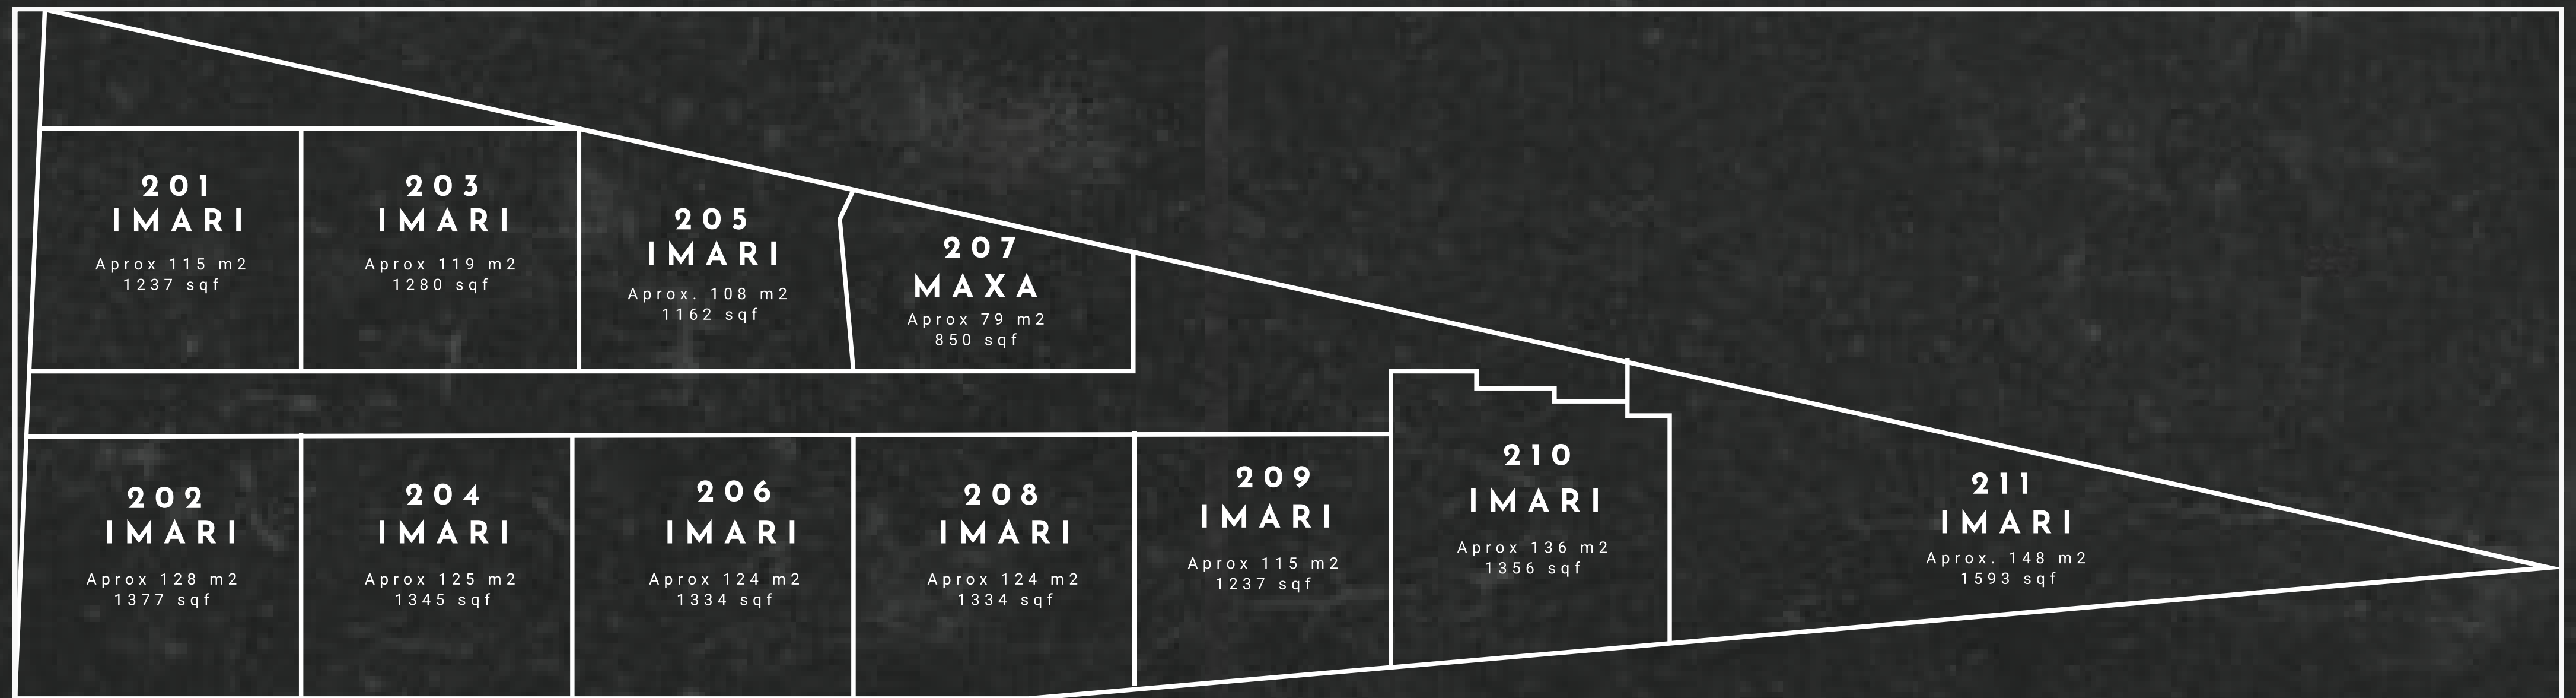 201
IMARI
Aprox 115 m2
1237 sqf
203
IMARI
Aprox 119 m2
1280 sqf
205
IMARI
Aprox. 108 m2
1162 sqf
207
MAXA
Aprox 79 m2
850 sqf
202
IMARI
Aprox 128 m2
1377 sqf
204
IMARI
Aprox 125 m2
1345 sqf
206
IMARI
Aprox 124 m2
1334 sqf
208
IMARI
Aprox 124 m2
1334 sqf
209
IMARI
Aprox 115 m2
1237 sqf
210
IMARI
Aprox 136 m2
1356 sqf
211
IMARI
Aprox. 148 m2
1593 sqf